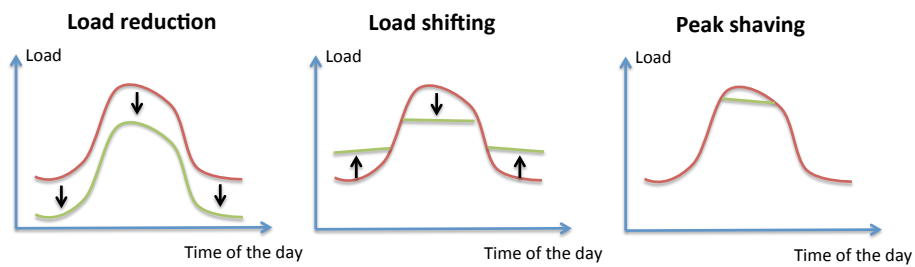 Load reduction
Load
Time of the day
Load shifting
Load
Time of the day
Peak shaving
Load
Time of the day